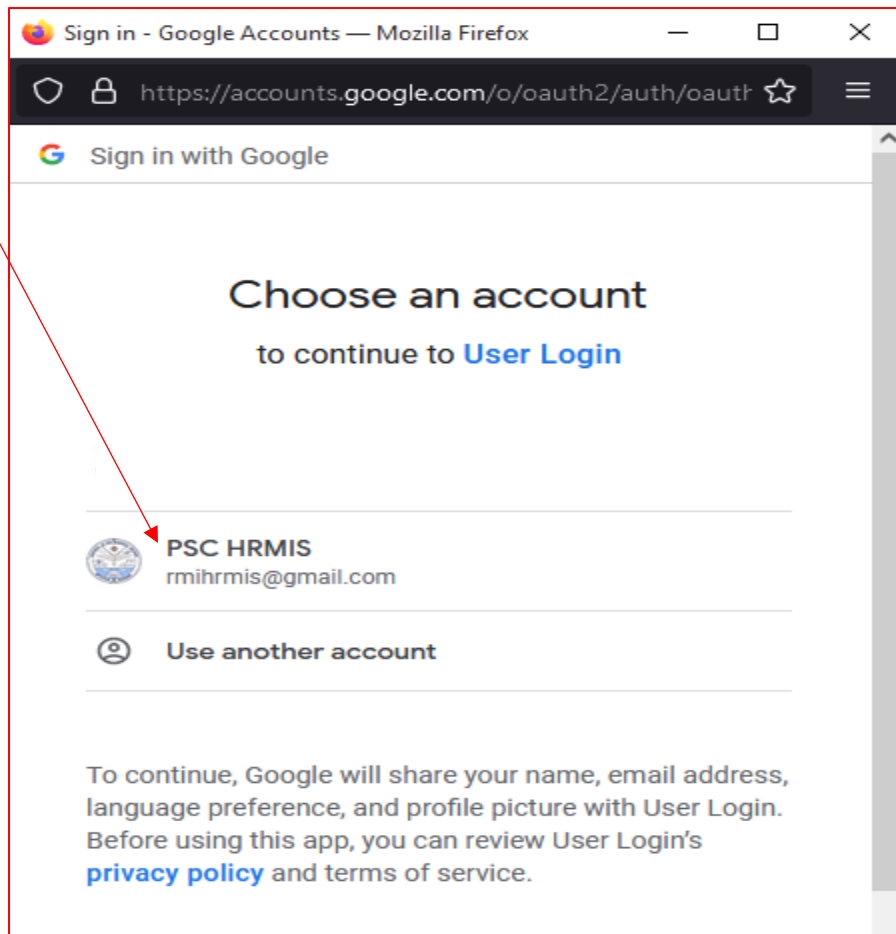 Sign in - Google Accounts — Mozilla Firefox
https://accounts.google.com/o/oauth2/auth/oauth
G Sign in with Google
Choose an account
to continue to User Login
PSC HRMIS
rmihrmis@gmail.com
Use another account
To continue, Google will share your name, email address,
language preference, and profile picture with User Login.
Before using this app, you can review User Login's
privacy policy and terms of service.